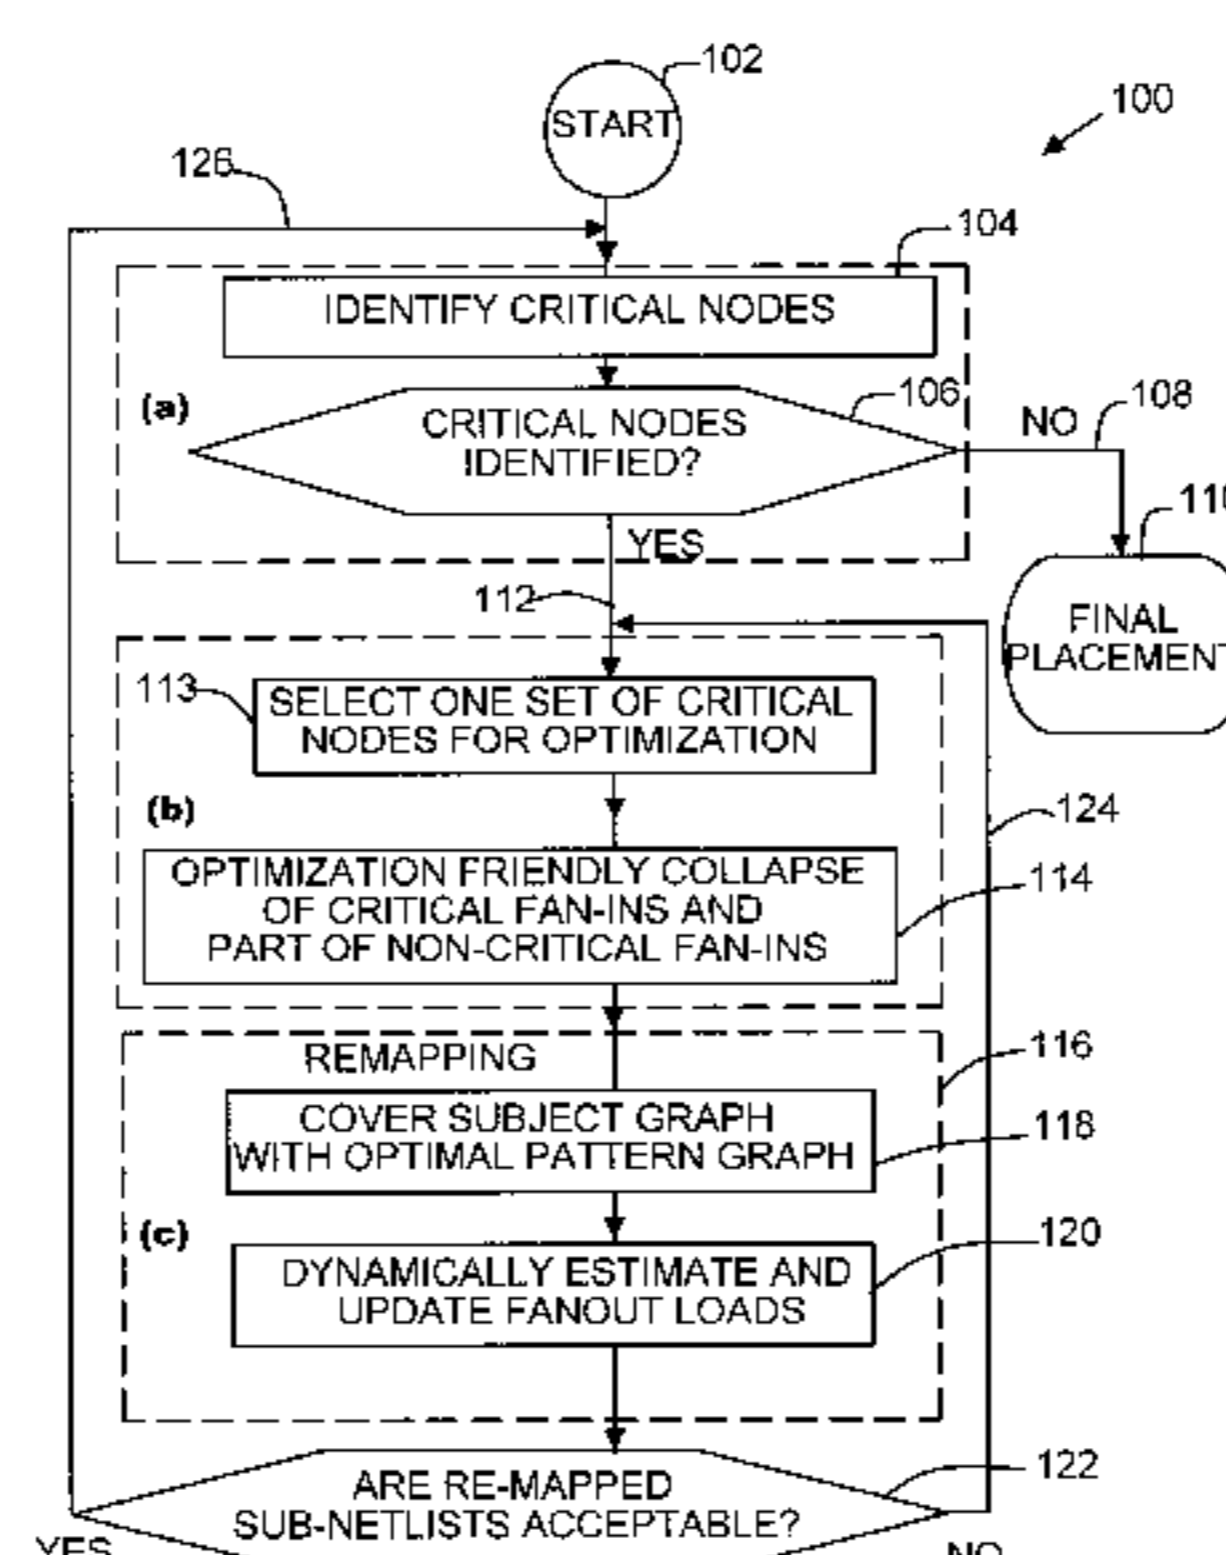 102
START
100
126
104
IDENTIFY CRITICAL NODES
(a)
106
CRITICAL NODES
IDENTIFIED?
NO
108
110
YES
112
FINAL
PLACEMENT
113
SELECT ONE SET OF CRITICAL
NODES FOR OPTIMIZATION
(b)
124
OPTIMIZATION FRIENDLY COLLAPSE
OF CRITICAL FAN-INS AND
PART OF NON-CRITICAL FAN-INS
114
REMAPPING
116
COVER SUBJECT GRAPH
WITH OPTIMAL PATTERN GRAPH
118
(c)
120
DYNAMICALLY ESTIMATE AND
UPDATE FANOUT LOADS
122
ARE RE-MAPPED
SUB-NETLISTS ACCEPTABLE?
YES
NO